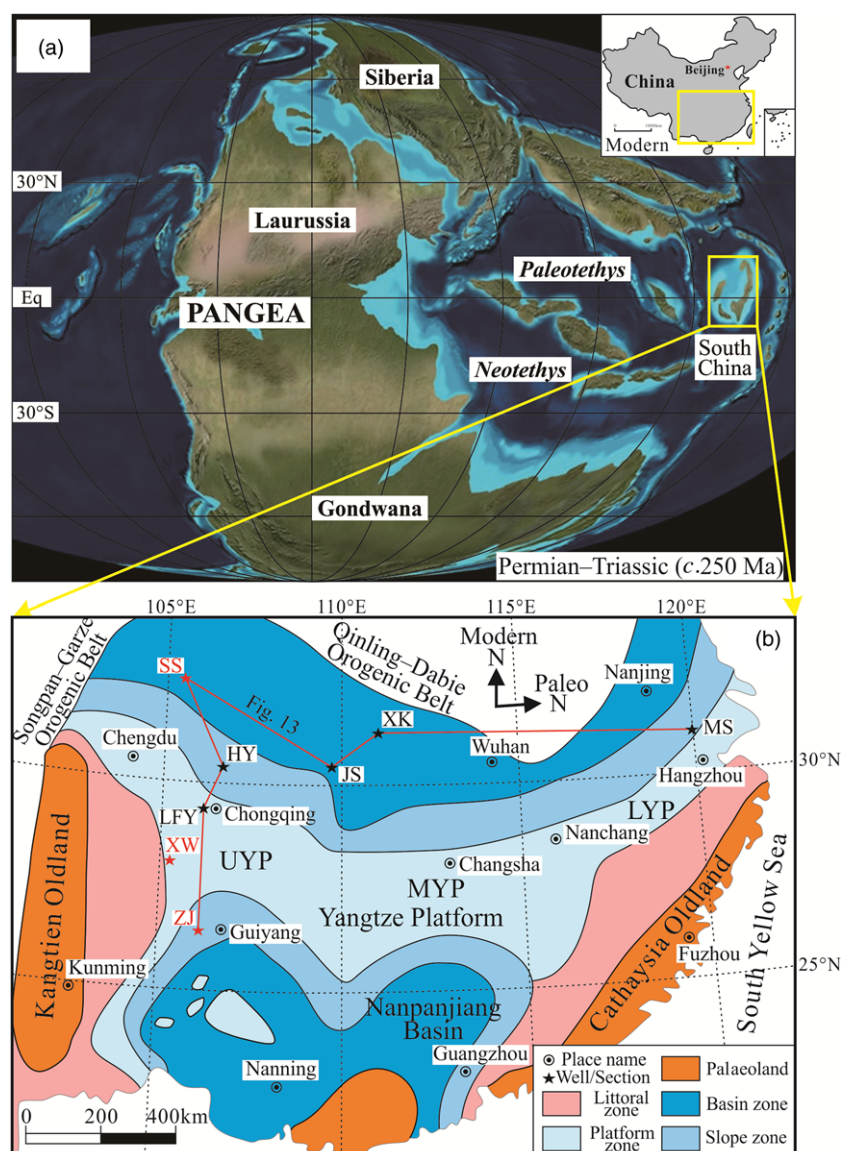 (a)
Siberia
China
Beijing
Modern
30°N
Laurussia
Paleotethys
Eq
PANGEA
South
China
Neotethys
30°S
Gondwana
Permian–Triassic (c.250 Ma)
105°E
110°E
115°E
120°E
(b)
Songpan–Garze
Orogenic Belt
Qinling–Dabie
Orogenic Belt
Modern
N
Paleo
N
Nanjing
SS
Fig. 13
XK
MS
Chengdu
HY
JS
Wuhan
30°N
Hangzhou
LFY
Chongqing
LYP
XW
Nanchang
UYP
Changsha
MYP
Yangtze Platform
ZJ
Guiyang
Kangtien Oldland
Cathaysia Oldland
South Yellow Sea
Fuzhou
Kunming
25°N
Nanpanjiang
Basin
Nanning
Guangzhou
Place name
Well/Section
Palaeoland
Littoral
zone
Basin zone
Platform
zone
Slope zone
0 200 400km